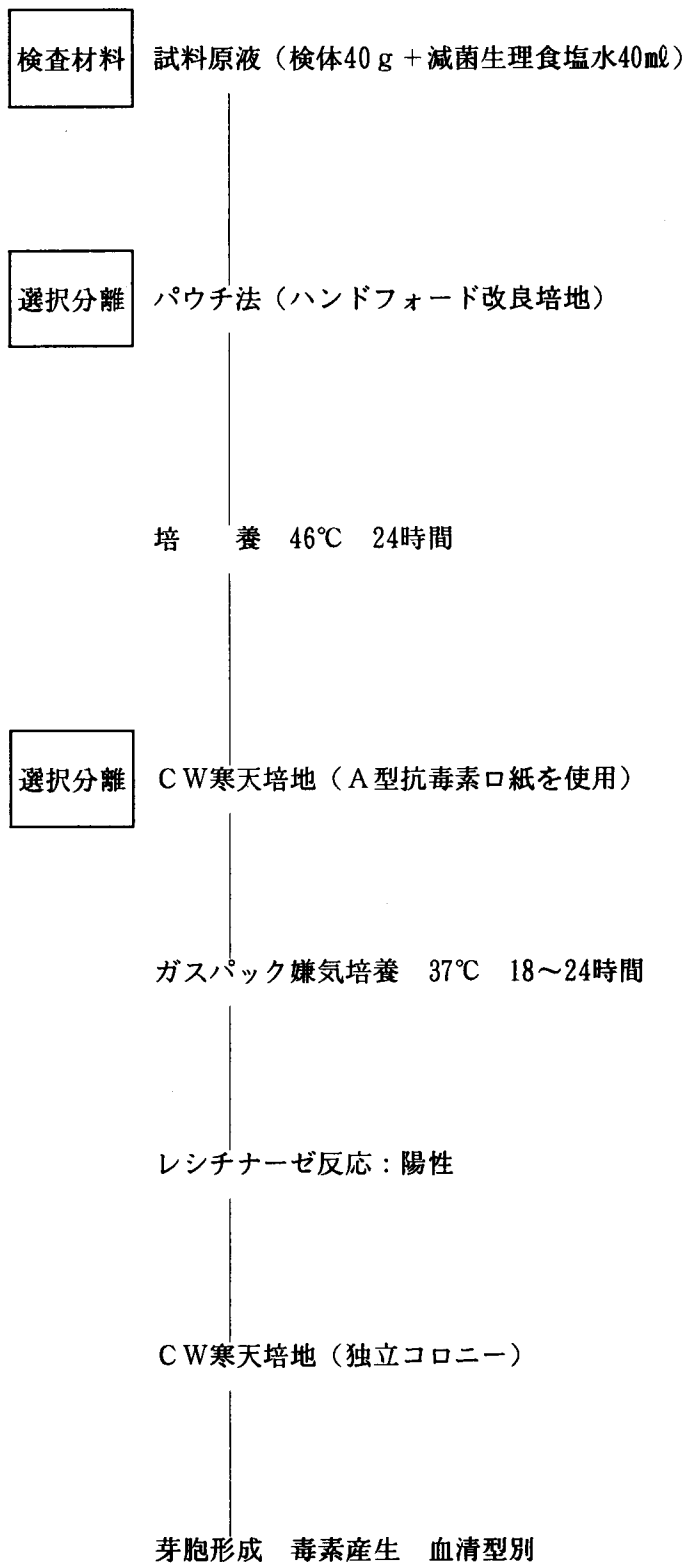 検査材料 試料原液（検体40ｇ＋減菌生理食塩水40㎖）
選択分離 パウチ法（ハンドフォード改良培地）
培　　養　46℃　24時間
選択分離 ＣＷ寒天培地（Ａ型抗毒素ロ紙を使用）
ガスパック嫌気培養　37℃　18～24時間
レシチナーゼ反応：陽性
ＣＷ寒天培地（独立コロニー）
芽胞形成　毒素産生　血清型別